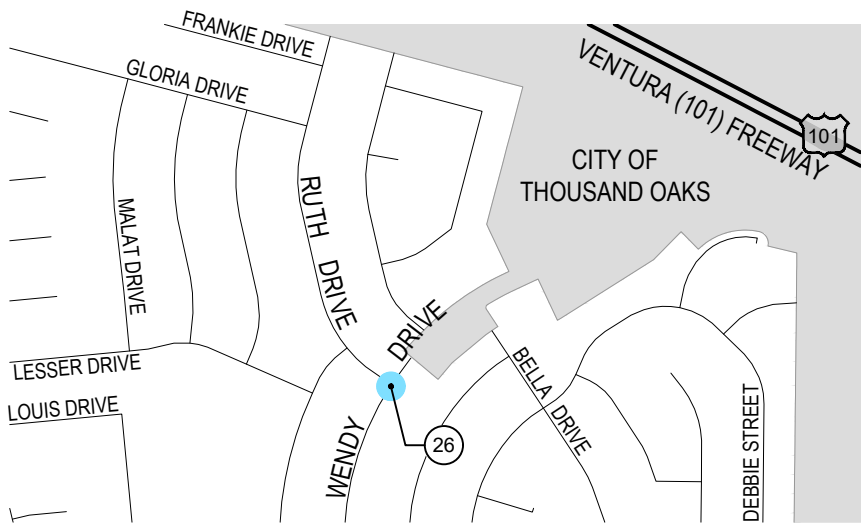 FRANKIE DRIVE
GLORIA DRIVE
VENTURA (101) FREEWAY
101
CITY OF
THOUSAND OAKS
MALAT DRIVE
RUTH DRIVE
WENDY DRIVE
LESSER DRIVE
LOUIS DRIVE
BELLA DRIVE
DEBBIE STREET
26